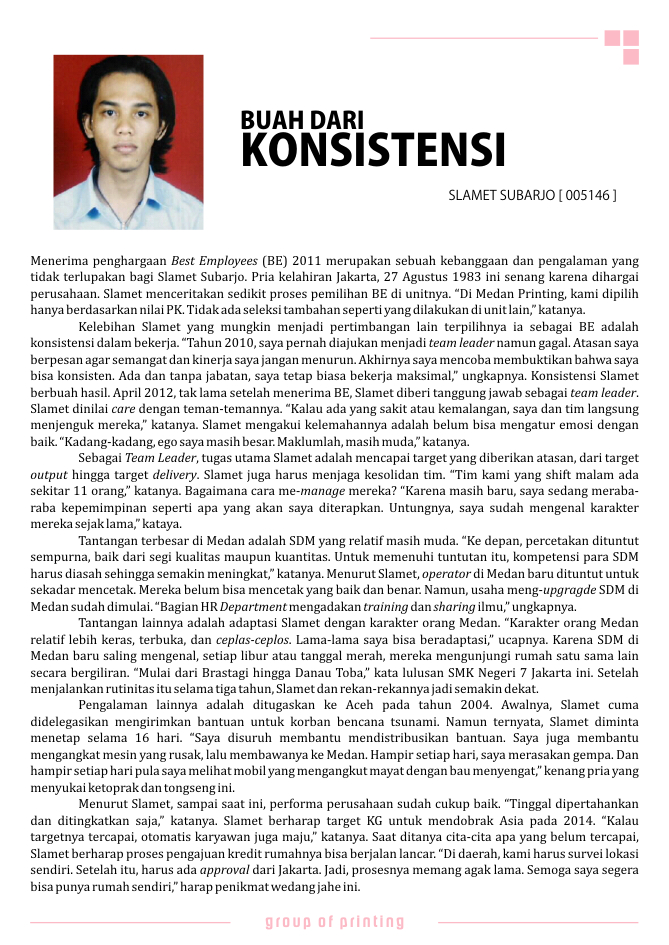 BUAH DARI
KONSISTENSI
SLAMET SUBARJO [ 005146 ]
Menerima penghargaan Best Employees (BE) 2011 merupakan sebuah kebanggaan dan pengalaman yang
tidak terlupakan bagi Slamet Subarjo. Pria kelahiran Jakarta, 27 Agustus 1983 ini senang karena dihargai
perusahaan. Slamet menceritakan sedikit proses pemilihan BE di unitnya. “Di Medan Printing, kami dipilih
hanya berdasarkan nilai PK. Tidak ada seleksi tambahan seperti yang dilakukan di unit lain,” katanya.
Kelebihan Slamet yang mungkin menjadi pertimbangan lain terpilihnya ia sebagai BE adalah
konsistensi dalam bekerja. “Tahun 2010, saya pernah diajukan menjadi team leader namun gagal. Atasan saya
berpesan agar semangat dan kinerja saya jangan menurun. Akhirnya saya mencoba membuktikan bahwa saya
bisa konsisten. Ada dan tanpa jabatan, saya tetap biasa bekerja maksimal,” ungkapnya. Konsistensi Slamet
berbuah hasil. April 2012, tak lama setelah menerima BE, Slamet diberi tanggung jawab sebagai team leader.
Slamet dinilai care dengan teman-temannya. “Kalau ada yang sakit atau kemalangan, saya dan tim langsung
menjenguk mereka,” katanya. Slamet mengakui kelemahannya adalah belum bisa mengatur emosi dengan
baik. “Kadang-kadang, ego saya masih besar. Maklumlah, masih muda,” katanya.
Sebagai Team Leader, tugas utama Slamet adalah mencapai target yang diberikan atasan, dari target
output hingga target delivery. Slamet juga harus menjaga kesolidan tim. “Tim kami yang shift malam ada
sekitar 11 orang,” katanya. Bagaimana cara me-manage mereka? “Karena masih baru, saya sedang meraba-
raba kepemimpinan seperti apa yang akan saya diterapkan. Untungnya, saya sudah mengenal karakter
mereka sejak lama,” kataya.
Tantangan terbesar di Medan adalah SDM yang relatif masih muda. “Ke depan, percetakan dituntut
sempurna, baik dari segi kualitas maupun kuantitas. Untuk memenuhi tuntutan itu, kompetensi para SDM
harus diasah sehingga semakin meningkat,” katanya. Menurut Slamet, operator di Medan baru dituntut untuk
sekadar mencetak. Mereka belum bisa mencetak yang baik dan benar. Namun, usaha meng-upgragde SDM di
Medan sudah dimulai. “Bagian HR Department mengadakan training dan sharing ilmu,” ungkapnya.
Tantangan lainnya adalah adaptasi Slamet dengan karakter orang Medan. “Karakter orang Medan
relatif lebih keras, terbuka, dan ceplas-ceplos. Lama-lama saya bisa beradaptasi,” ucapnya. Karena SDM di
Medan baru saling mengenal, setiap libur atau tanggal merah, mereka mengunjungi rumah satu sama lain
secara bergiliran. “Mulai dari Brastagi hingga Danau Toba,” kata lulusan SMK Negeri 7 Jakarta ini. Setelah
menjalankan rutinitas itu selama tiga tahun, Slamet dan rekan-rekannya jadi semakin dekat.
Pengalaman lainnya adalah ditugaskan ke Aceh pada tahun 2004. Awalnya, Slamet cuma
didelegasikan mengirimkan bantuan untuk korban bencana tsunami. Namun ternyata, Slamet diminta
menetap selama 16 hari. “Saya disuruh membantu mendistribusikan bantuan. Saya juga membantu
mengangkat mesin yang rusak, lalu membawanya ke Medan. Hampir setiap hari, saya merasakan gempa. Dan
hampir setiap hari pula saya melihat mobil yang mengangkut mayat dengan bau menyengat,” kenang pria yang
menyukai ketoprak dan tongseng ini.
Menurut Slamet, sampai saat ini, performa perusahaan sudah cukup baik. “Tinggal dipertahankan
dan ditingkatkan saja,” katanya. Slamet berharap target KG untuk mendobrak Asia pada 2014. “Kalau
targetnya tercapai, otomatis karyawan juga maju,” katanya. Saat ditanya cita-cita apa yang belum tercapai,
Slamet berharap proses pengajuan kredit rumahnya bisa berjalan lancar. “Di daerah, kami harus survei lokasi
sendiri. Setelah itu, harus ada approval dari Jakarta. Jadi, prosesnya memang agak lama. Semoga saya segera
bisa punya rumah sendiri,” harap penikmat wedang jahe ini.
group of printing